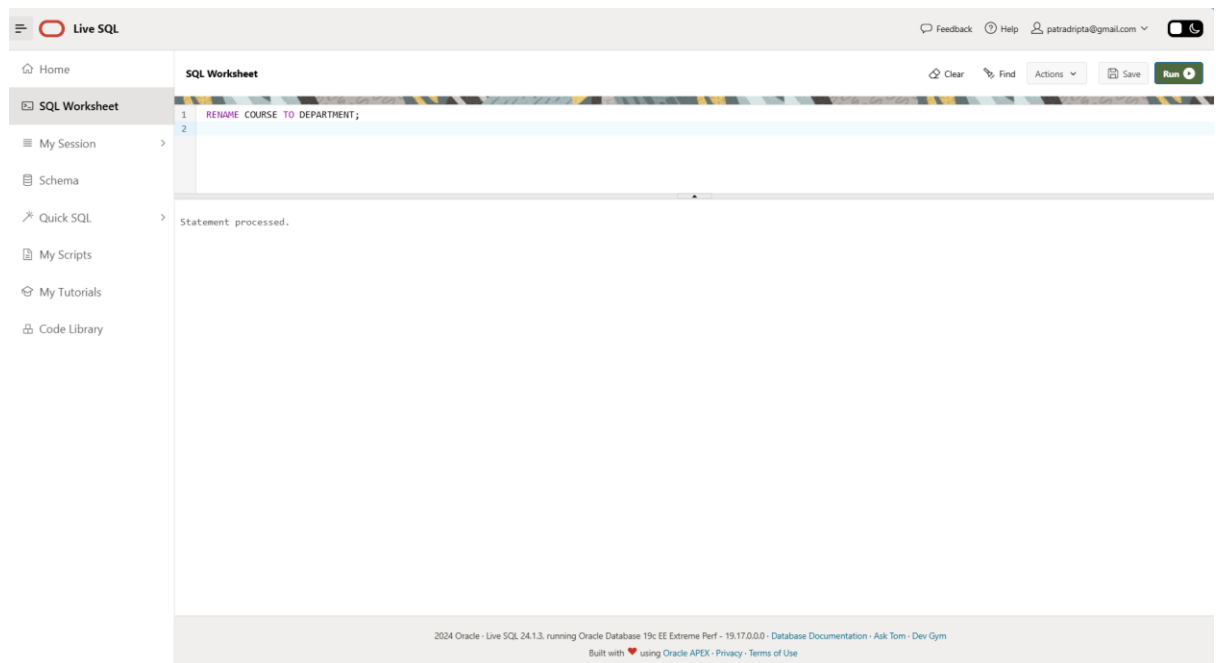 Live SQL
Feedback Help patradripta@gmail.com
Home
SQL Worksheet
My Session
Schema
Quick SQL
My Scripts
My Tutorials
Code Library
SQL Worksheet
Clear Find Actions Save Run
1 RENAME COURSE TO DEPARTMENT;
2
Statement processed.
2024 Oracle · Live SQL 24.1.3. running Oracle Database 19c EE Extreme Perf - 19.17.0.0.0 · Database Documentation · Ask Tom · Dev Gym
Built with ❤ using Oracle APEX · Privacy · Terms of Use